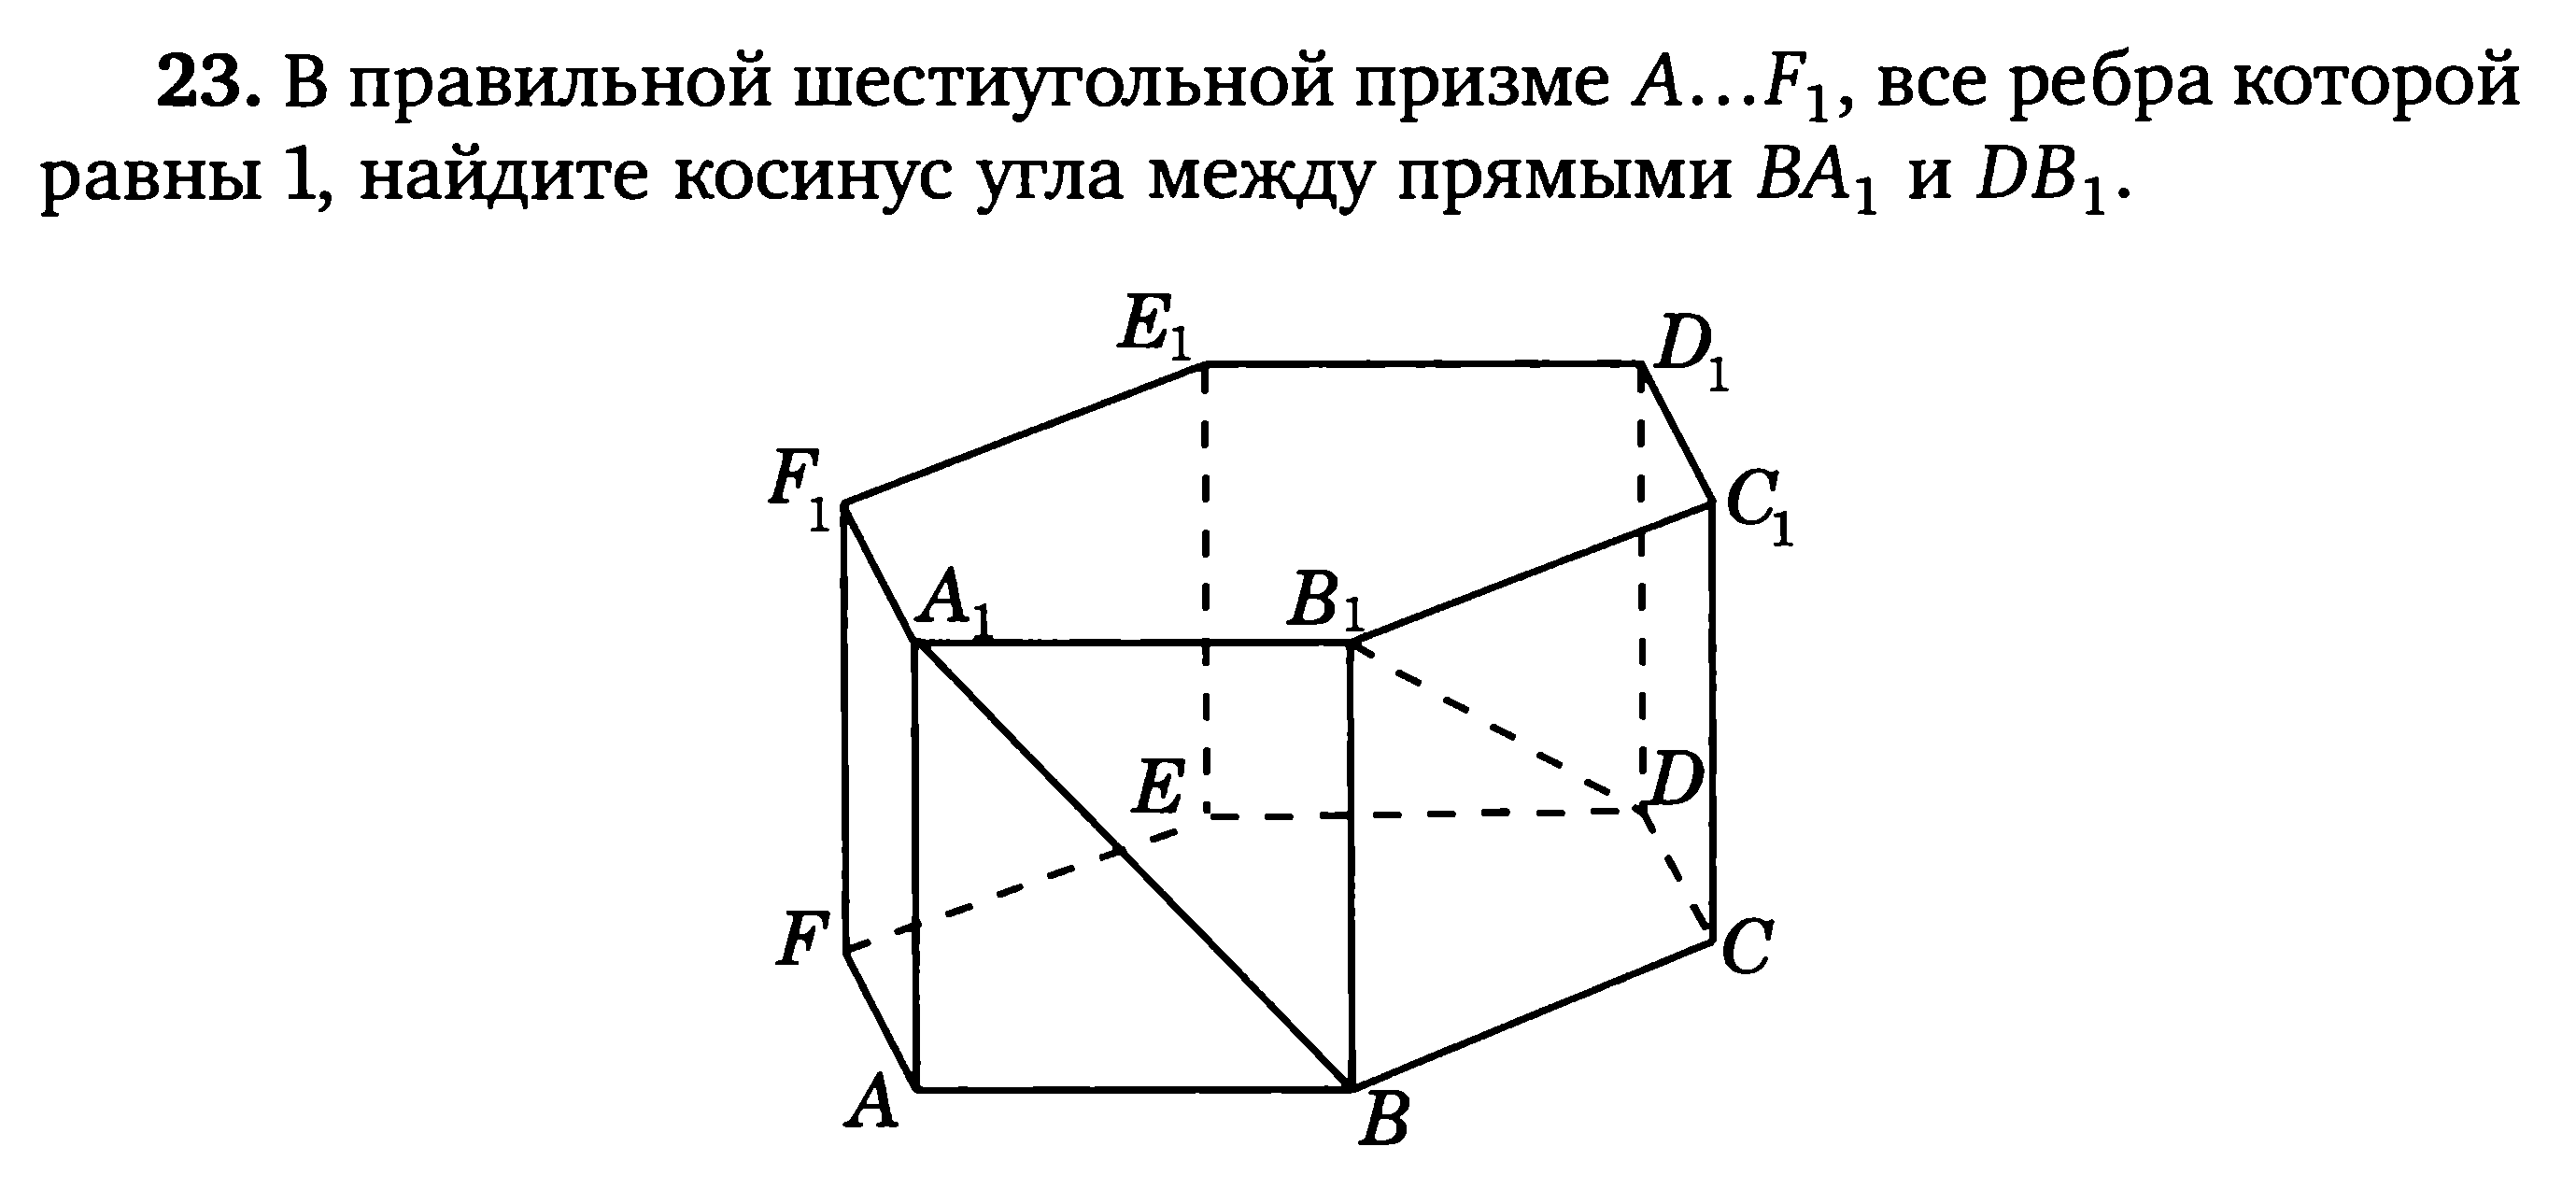 23. В правильной шестиугольной призме A...F₁, все ребра которой
равны 1, найдите косинус угла между прямыми BA₁ и DB₁.
E₁
D₁
F₁
C₁
A₁
B₁
E
D
F
C
A
B